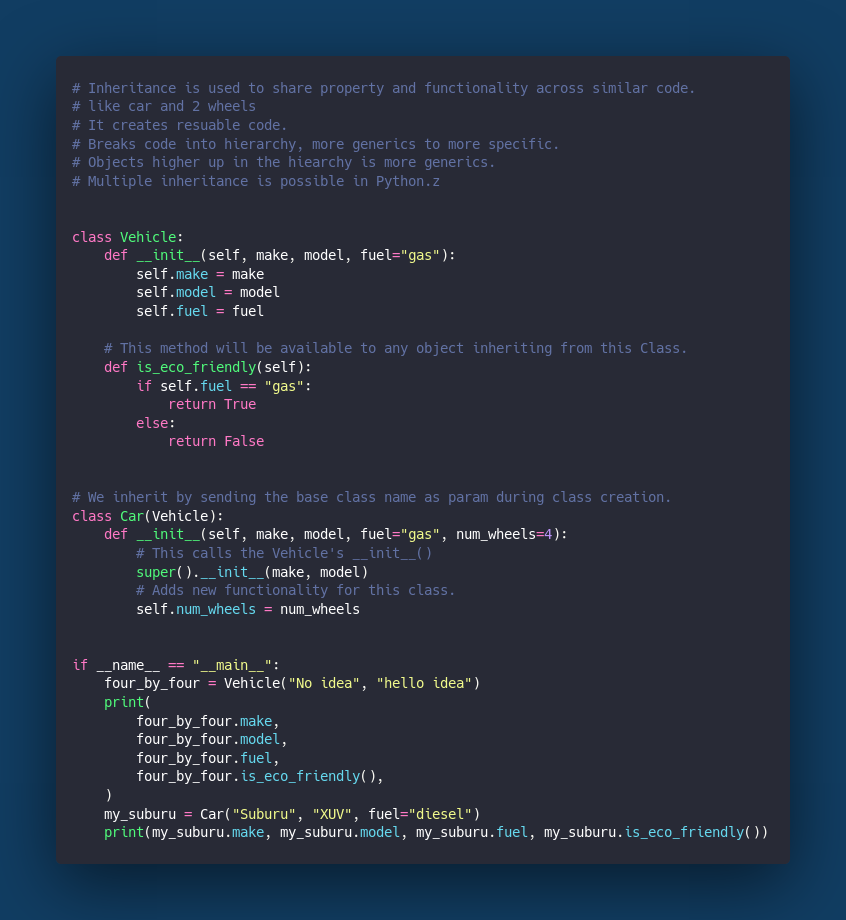 # Inheritance is used to share property and functionality across similar code.
# like car and 2 wheels
# It creates resuable code.
# Breaks code into hierarchy, more generics to more specific.
# Objects higher up in the hiearchy is more generics.
# Multiple inheritance is possible in Python.z
class Vehicle:
    def __init__(self, make, model, fuel="gas"):
        self.make = make
        self.model = model
        self.fuel = fuel
    # This method will be available to any object inheriting from this Class.
    def is_eco_friendly(self):
        if self.fuel == "gas":
            return True
        else:
            return False
# We inherit by sending the base class name as param during class creation.
class Car(Vehicle):
    def __init__(self, make, model, fuel="gas", num_wheels=4):
        # This calls the Vehicle's __init__()
        super().__init__(make, model)
        # Adds new functionality for this class.
        self.num_wheels = num_wheels
if __name__ == "__main__":
    four_by_four = Vehicle("No idea", "hello idea")
    print(
        four_by_four.make,
        four_by_four.model,
        four_by_four.fuel,
        four_by_four.is_eco_friendly(),
    )
    my_suburu = Car("Suburu", "XUV", fuel="diesel")
    print(my_suburu.make, my_suburu.model, my_suburu.fuel, my_suburu.is_eco_friendly())